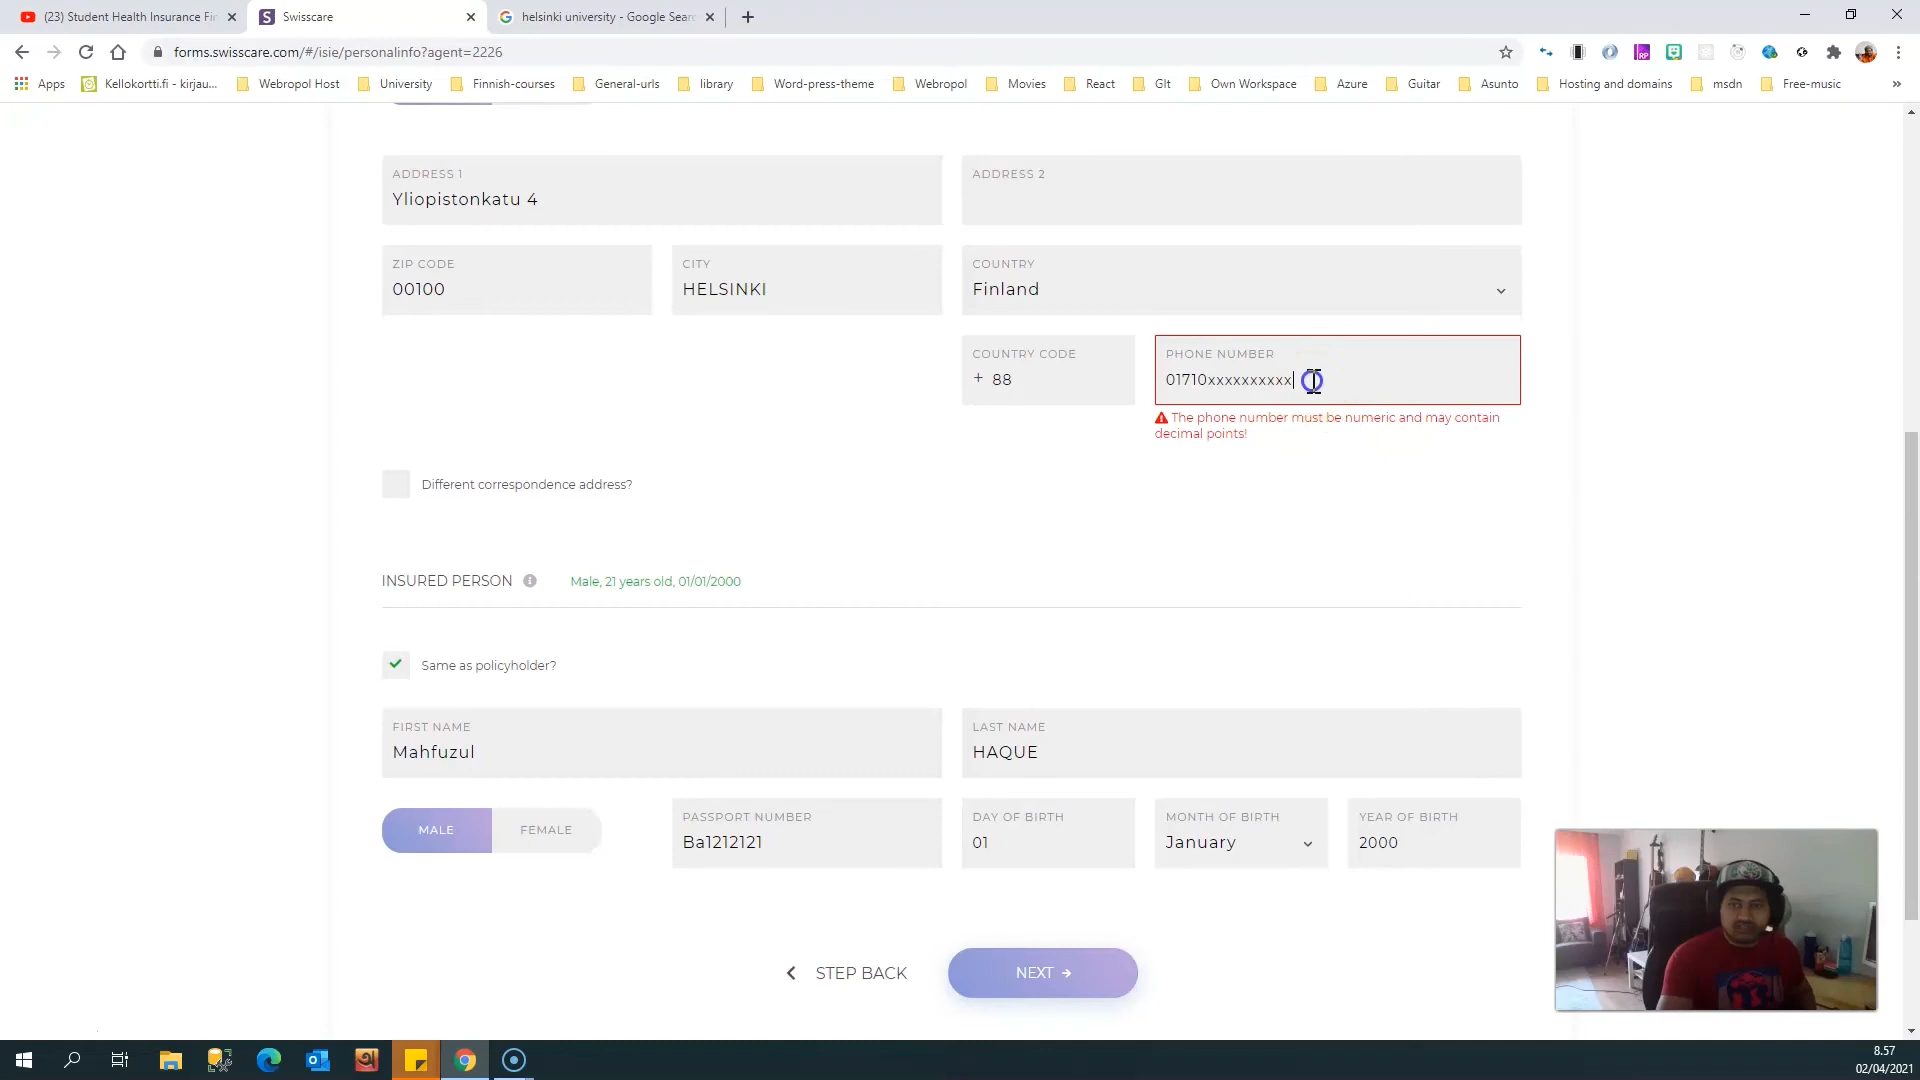 (23) Student Health Insurance Fin
Swisscare
helsinki university - Google Sear
forms.swisscare.com/#/isie/personalinfo?agent=2226
Apps
Kellokortti.fi - kirjau...
Webropol Host
University
Finnish-courses
General-urls
library
Word-press-theme
Webropol
Movies
React
GIt
Own Workspace
Azure
Guitar
Asunto
Hosting and domains
msdn
Free-music
»
ADDRESS 1
Yliopistonkatu 4
ADDRESS 2
ZIP CODE
00100
CITY
HELSINKI
COUNTRY
Finland
COUNTRY CODE
+ 88
PHONE NUMBER
01710xxxxxxxxxx
The phone number must be numeric and may contain
decimal points!
Different correspondence address?
INSURED PERSON
Male, 21 years old, 01/01/2000
Same as policyholder?
FIRST NAME
Mahfuzul
LAST NAME
HAQUE
MALE
FEMALE
PASSPORT NUMBER
Ba1212121
DAY OF BIRTH
01
MONTH OF BIRTH
January
YEAR OF BIRTH
2000
STEP BACK
NEXT →
8.57
02/04/2021